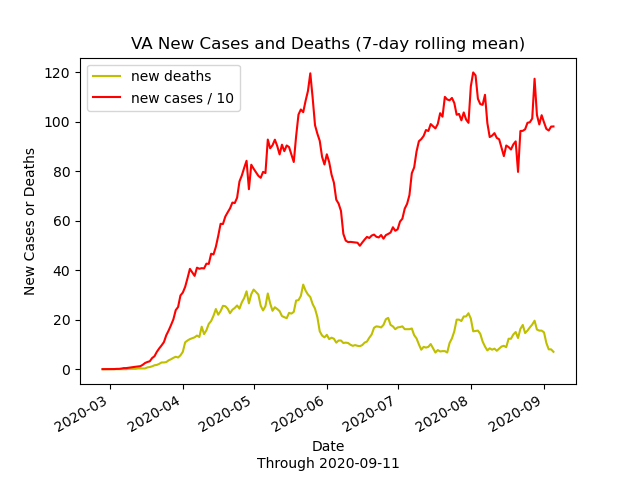 VA New Cases and Deaths (7-day rolling mean)
new deaths
new cases / 10
120
100
80
60
40
20
0
New Cases or Deaths
2020-03
2020-04
2020-05
2020-06
2020-07
2020-08
2020-09
Date
Through 2020-09-11